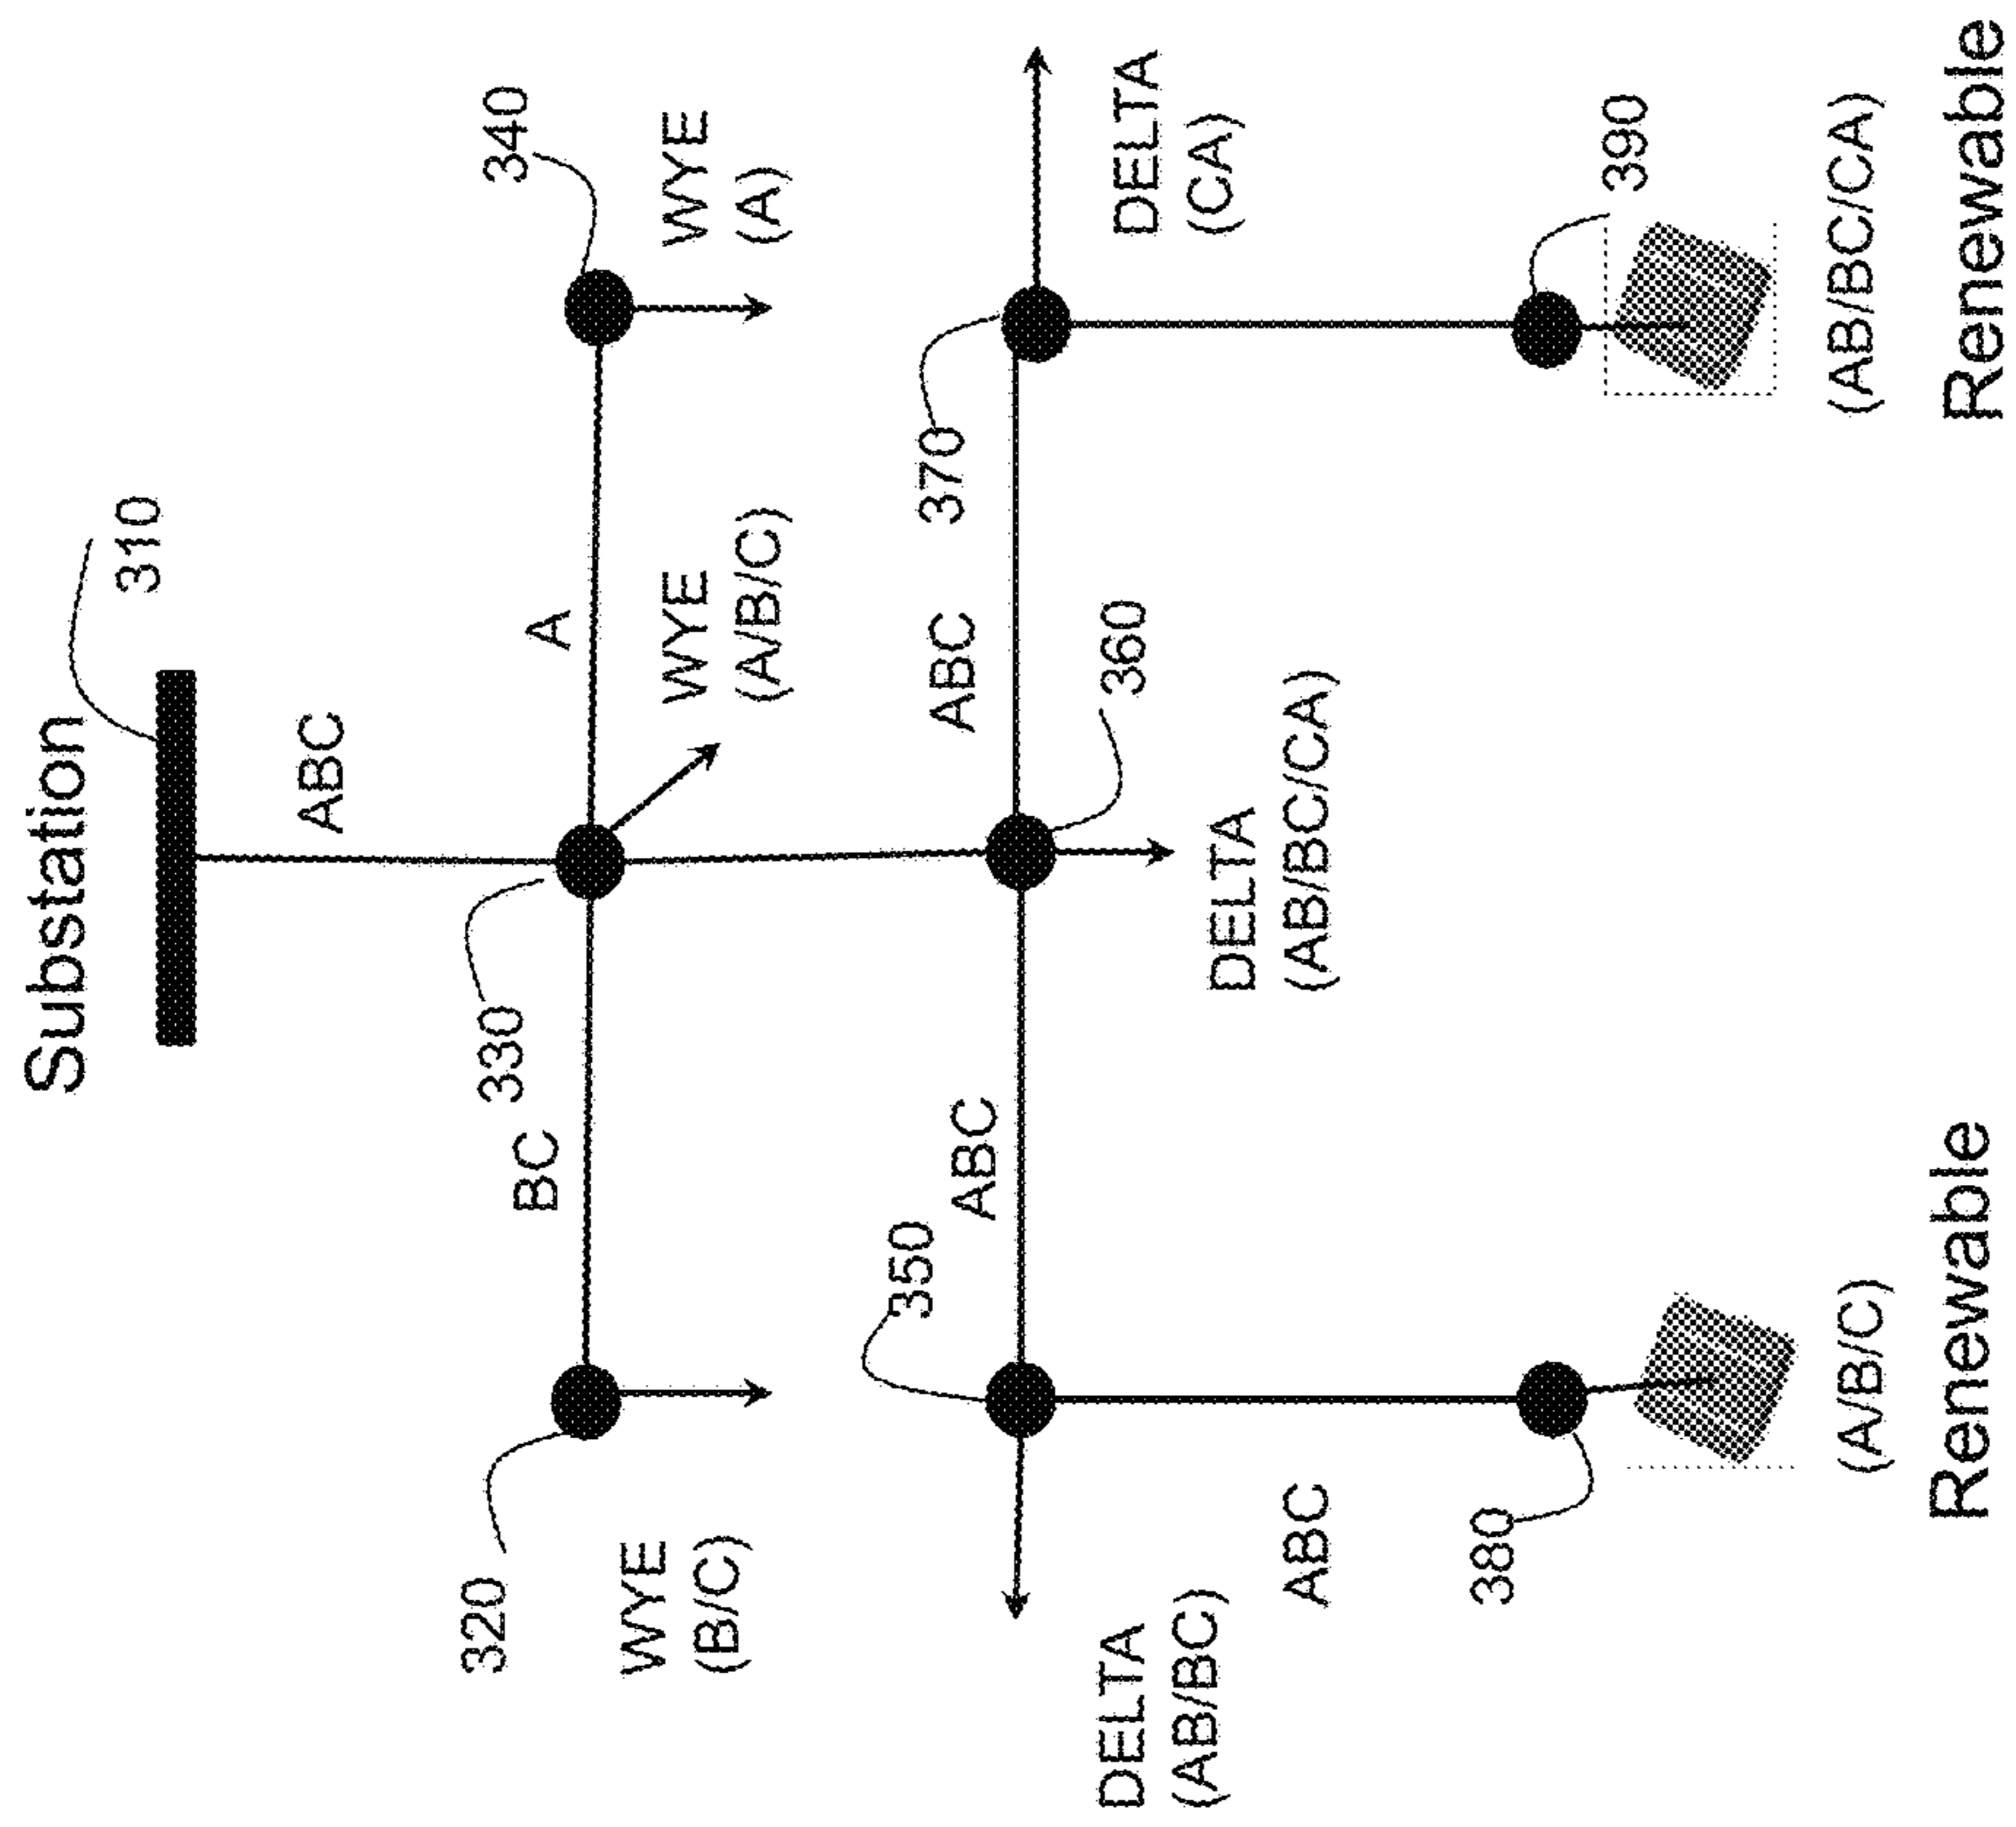 Substation
310
ABC
320
BC
330
A
340
WYE
(B/C)
WYE
(A/B/C)
WYE
(A)
350
ABC
ABC
370
DELTA
(AB/BC)
DELTA
(AB/BC/CA)
360
DELTA
(CA)
ABC
380
390
(A/B/C)
(AB/BC/CA)
Renewable
Renewable